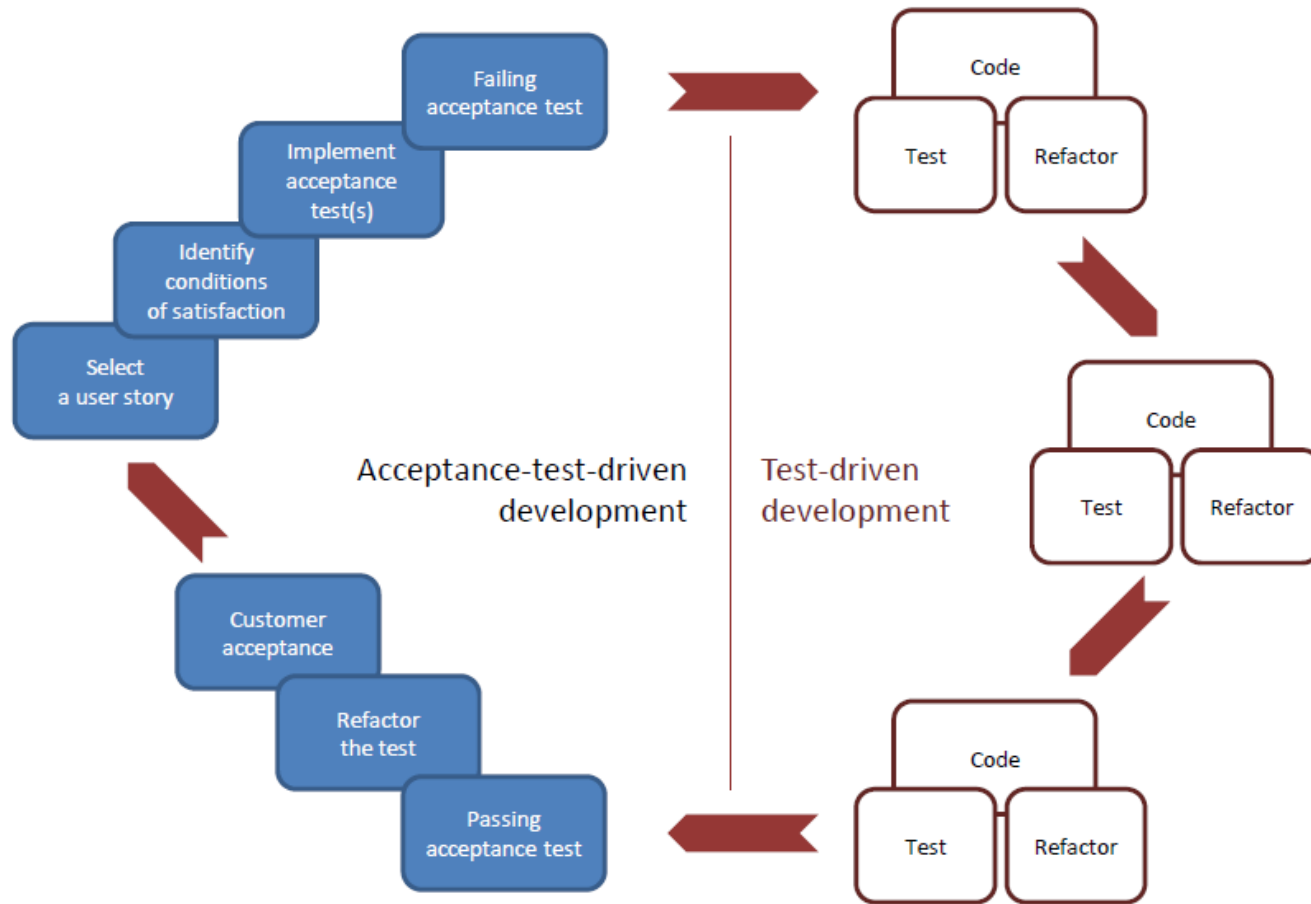 Failing
acceptance test
Implement
acceptance
test(s)
Identify
conditions
of satisfaction
Select
a user story
Acceptance-test-driven
development
Test-driven
development
Code
Test
Refactor
Code
Test
Refactor
Code
Test
Refactor
Customer
acceptance
Refactor
the test
Passing
acceptance test